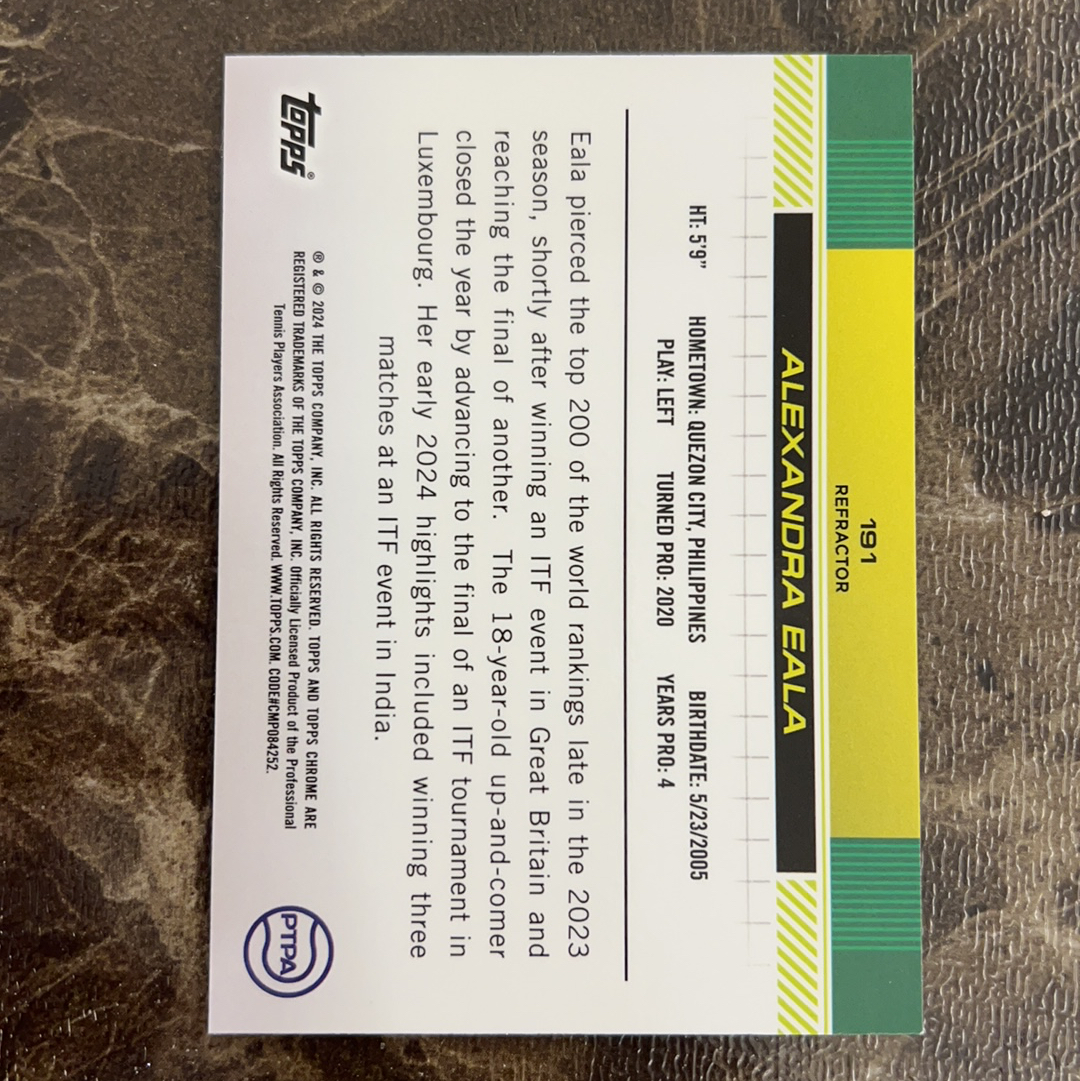 191
REFRACTOR
ALEXANDRA EALA
HT: 5'9" HOMETOWN: QUEZON CITY, PHILIPPINES BIRTHDATE: 5/23/2005
PLAY: LEFT TURNED PRO: 2020 YEARS PRO: 4
Eala pierced the top 200 of the world rankings late in the 2023
season, shortly after winning an ITF event in Great Britain and
reaching the final of another. The 18-year-old up-and-comer
closed the year by advancing to the final of an ITF tournament in
Luxembourg. Her early 2024 highlights included winning three
matches at an ITF event in India.
topps®
® & © 2024 THE TOPPS COMPANY, INC. ALL RIGHTS RESERVED. TOPPS AND TOPPS CHROME ARE
REGISTERED TRADEMARKS OF THE TOPPS COMPANY, INC. Officially Licensed Product of the Professional
Tennis Players Association. All Rights Reserved. WWW.TOPPS.COM. CODE#CMP084252.
PTPA